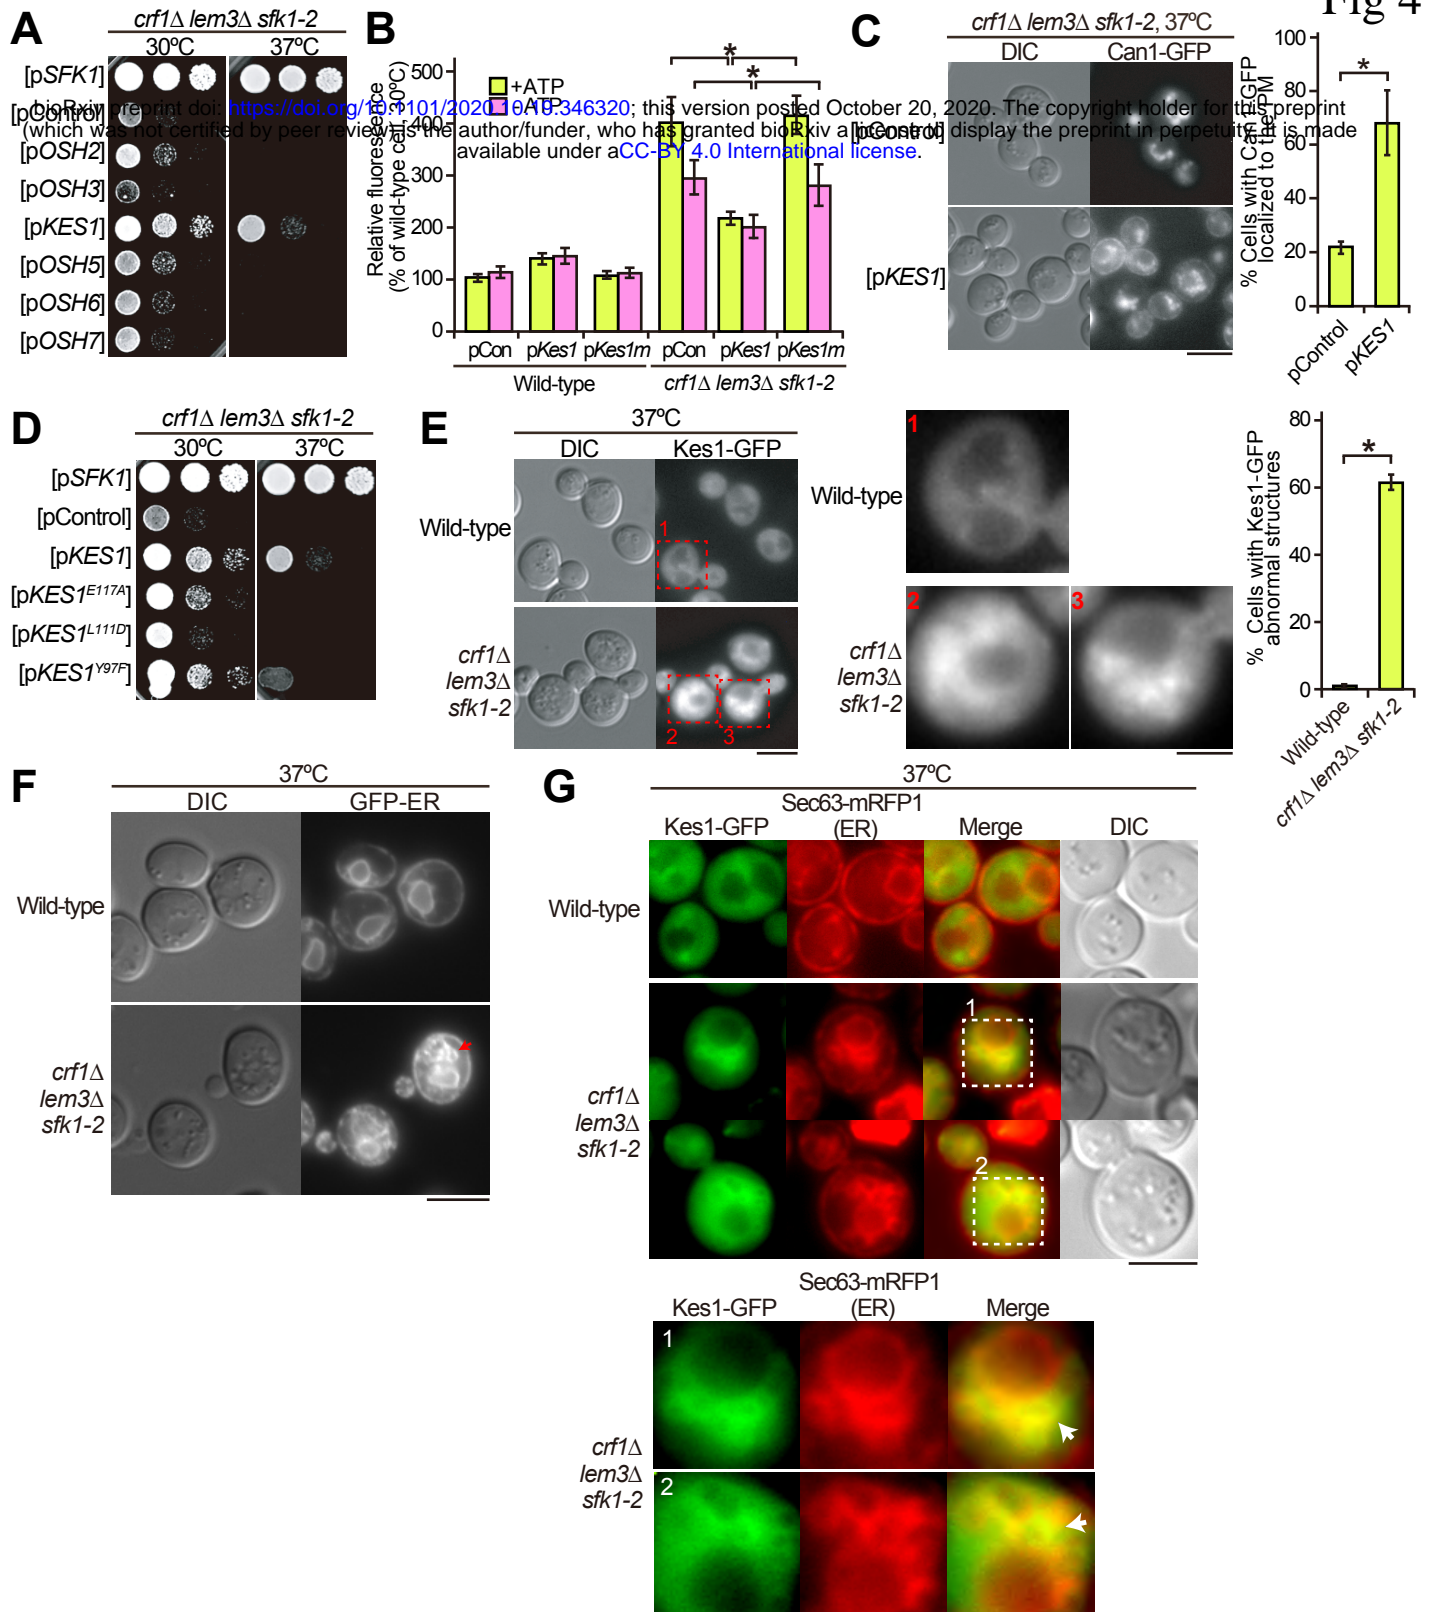 Fig 4
A
crf1Δ lem3Δ sfk1-2
30ºC 37ºC
[pSFK1]
[pControl]
[pOSH2]
[pOSH3]
[pKES1]
[pOSH5]
[pOSH6]
[pOSH7]
bioRxiv preprint doi: https://doi.org/10.1101/2020.10.19.346320; this version posted October 20, 2020. The copyright holder for this preprint
(which was not certified by peer review) is the author/funder, who has granted bioRxiv a license to display the preprint in perpetuity. It is made
available under aCC-BY 4.0 International license.
B
Relative fluorescence
(% of wild-type cell, 30ºC)
500
400
300
200
100
0
+ATP
-ATP
* *
pCon pKes1 pKes1m pCon pKes1 pKes1m
Wild-type crf1Δ lem3Δ sfk1-2
C
crf1Δ lem3Δ sfk1-2, 37ºC
DIC Can1-GFP
[pControl]
[pKES1]
% Cells with Can1-GFP
localized to the PM
100
80
60
40
20
0
*
pControl pKES1
D
crf1Δ lem3Δ sfk1-2
30ºC 37ºC
[pSFK1]
[pControl]
[pKES1]
[pKES1E117A]
[pKES1L111D]
[pKES1Y97F]
E
37ºC
DIC Kes1-GFP
Wild-type
1
crf1Δ
lem3Δ
sfk1-2
2 3
Wild-type
1
crf1Δ
lem3Δ
sfk1-2
2 3
% Cells with Kes1-GFP
abnormal structures
80
60
40
20
0
*
Wild-type
crf1Δ lem3Δ sfk1-2
F
37ºC
DIC GFP-ER
Wild-type
crf1Δ
lem3Δ
sfk1-2
G
37ºC
Kes1-GFP Sec63-mRFP1
(ER) Merge DIC
Wild-type
crf1Δ
lem3Δ
sfk1-2
1
2
Kes1-GFP Sec63-mRFP1
(ER) Merge
crf1Δ
lem3Δ
sfk1-2
1
2